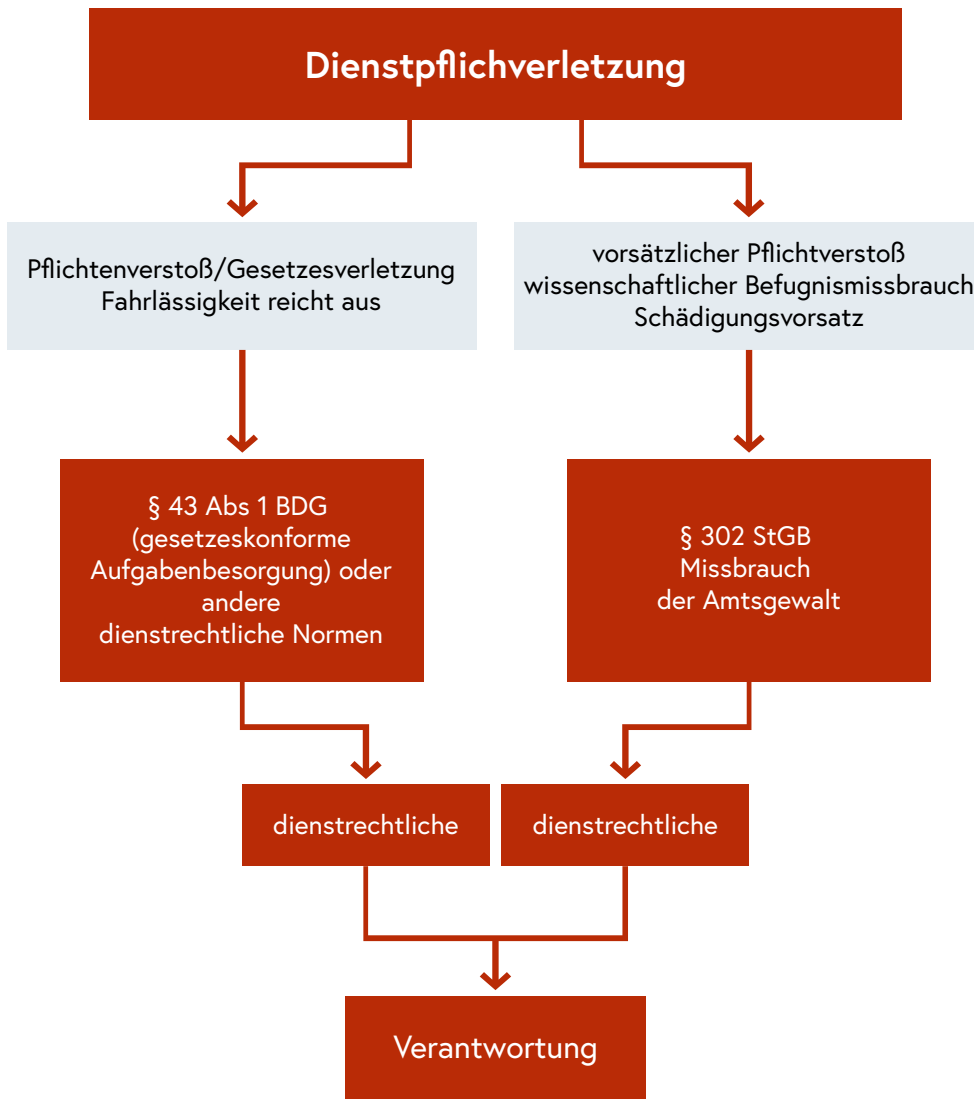 Dienstpflichverletzung
Pflichtenverstoß/Gesetzesverletzung
Fahrlässigkeit reicht aus
vorsätzlicher Pflichtverstoß
wissenschaftlicher Befugnismissbrauch
Schädigungsvorsatz
§ 43 Abs 1 BDG
(gesetzeskonforme
Aufgabenbesorgung) oder
andere
dienstrechtliche Normen
§ 302 StGB
Missbrauch
der Amtsgewalt
dienstrechtliche
dienstrechtliche
Verantwortung